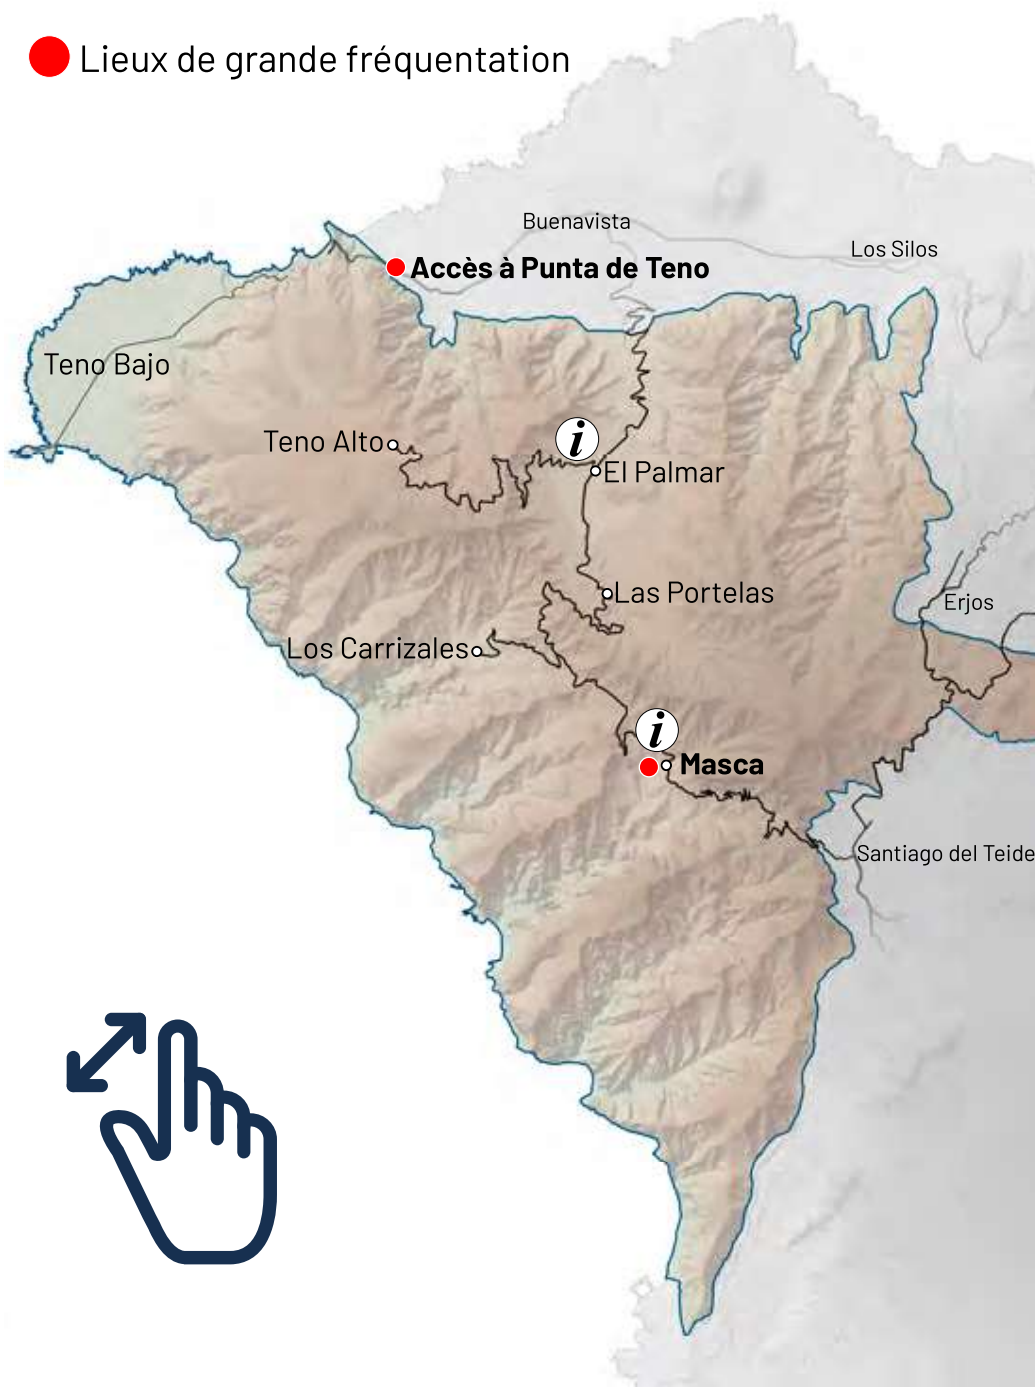 Lieux de grande fréquentation
Buenavista
Los Silos
Accès à Punta de Teno
Teno Bajo
Teno Alto
i
El Palmar
Las Portelas
Erjos
Los Carrizales
i
Masca
Santiago del Teide